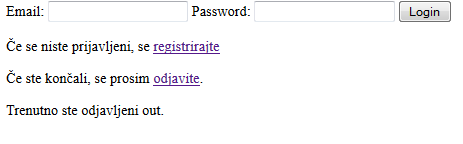 Email: Password: Login
Če se niste prijavljeni, se registrirajte
Če ste končali, se prosim odjavite.
Trenutno ste odjavljeni out.